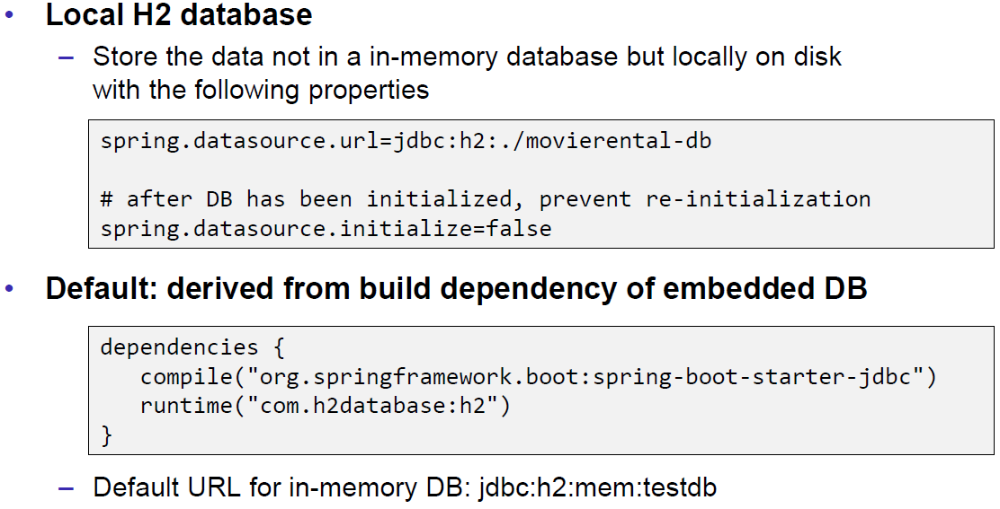 • Local H2 database
– Store the data not in a in-memory database but locally on disk
with the following properties
spring.datasource.url=jdbc:h2:./movierental-db
# after DB has been initialized, prevent re-initialization
spring.datasource.initialize=false
• Default: derived from build dependency of embedded DB
dependencies {
compile("org.springframework.boot:spring-boot-starter-jdbc")
runtime("com.h2database:h2")
}
– Default URL for in-memory DB: jdbc:h2:mem:testdb